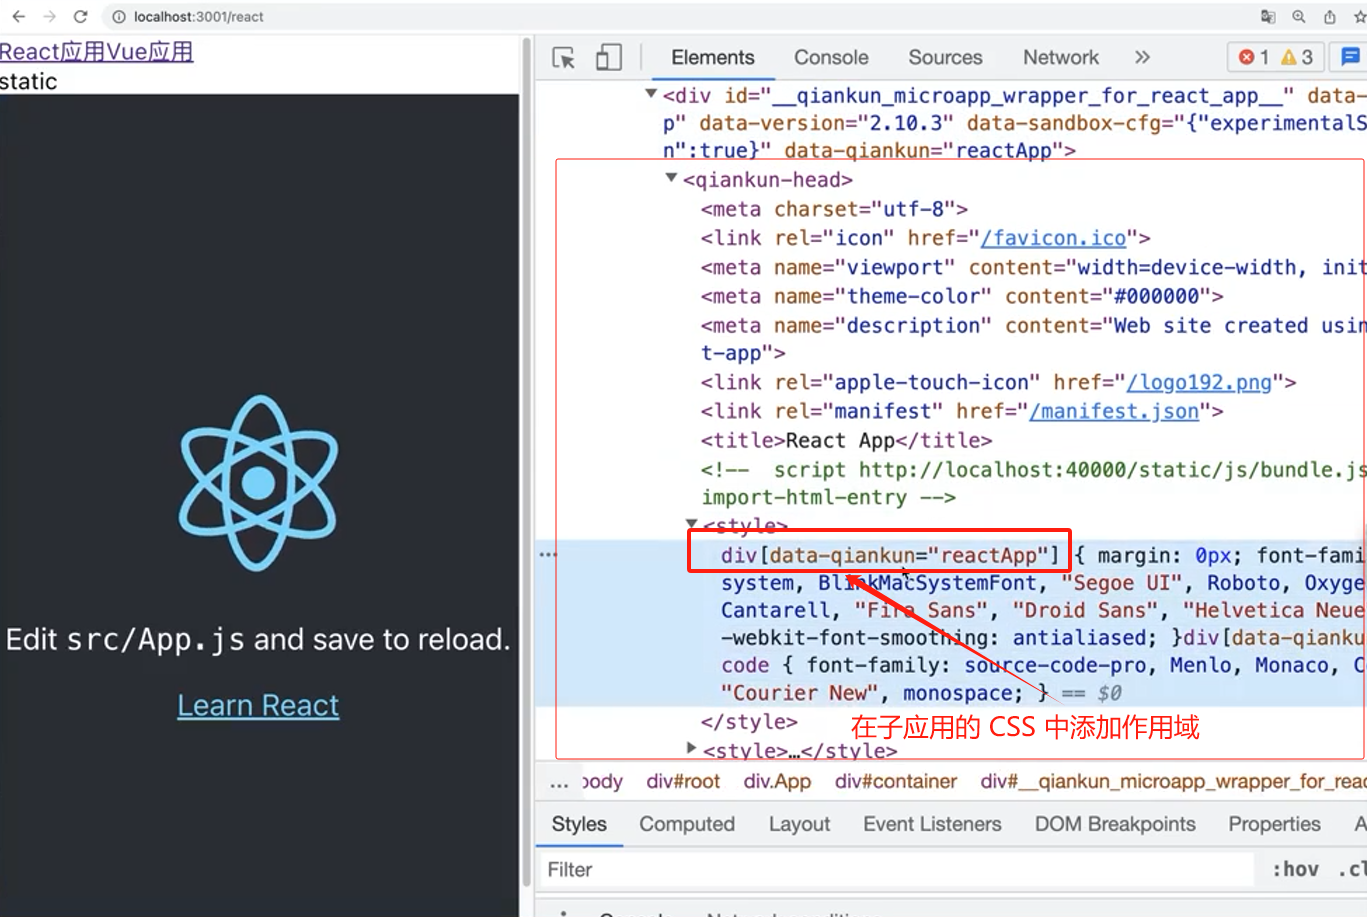 localhost:3001/react
React应用Vue应用
static
Edit src/App.js and save to reload.
Learn React
Elements Console Sources Network 1 3
<div id="__qiankun_microapp_wrapper_for_react_app__" data-
p" data-version="2.10.3" data-sandbox-cfg="{"experimentalS
n":true}" data-qiankun="reactApp">
<qiankun-head>
<meta charset="utf-8">
<link rel="icon" href="/favicon.ico">
<meta name="viewport" content="width=device-width, init
<meta name="theme-color" content="#000000">
<meta name="description" content="Web site created usin
t-app">
<link rel="apple-touch-icon" href="/logo192.png">
<link rel="manifest" href="/manifest.json">
<title>React App</title>
<!--  script http://localhost:40000/static/js/bundle.js
import-html-entry -->
<style>
div[data-qiankun="reactApp"] { margin: 0px; font-fami
system, BlinkMacSystemFont, "Segoe UI", Roboto, Oxyge
Cantarell, "Fira Sans", "Droid Sans", "Helvetica Neue
-webkit-font-smoothing: antialiased; }div[data-qianku
code { font-family: source-code-pro, Menlo, Monaco, C
"Courier New", monospace; } == $0
</style>
在子应用的 CSS 中添加作用域
<style>…</style>
… body div#root div.App div#container div#__qiankun_microapp_wrapper_for_reac
Styles Computed Layout Event Listeners DOM Breakpoints Properties A
Filter :hov .cl